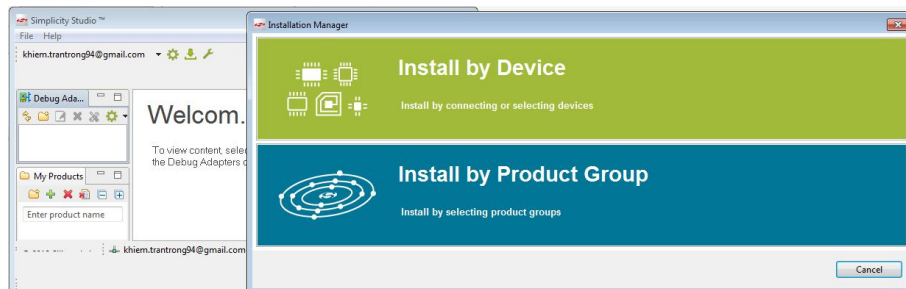 Simplicity Studio ™
File Help
khiem.trantrong94@gmail.com
Debug Ada...
Welcom.
To view content, selec
the Debug Adapters o
My Products
Enter product name
khiem.trantrong94@gmail.com
Installation Manager
Install by Device
Install by connecting or selecting devices
Install by Product Group
Install by selecting product groups
Cancel